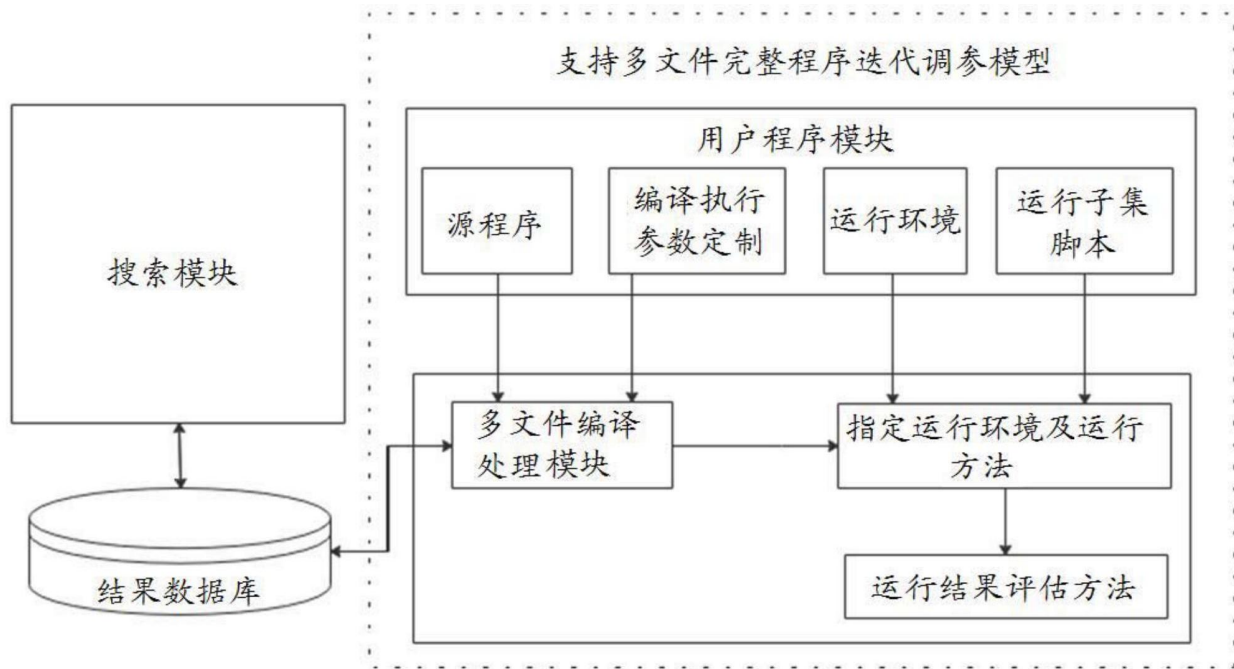 支持多文件完整程序迭代调参模型
用户程序模块
源程序
编译执行
参数定制
运行环境
运行子集
脚本
搜索模块
多文件编译
处理模块
指定运行环境及运行
方法
结果数据库
运行结果评估方法